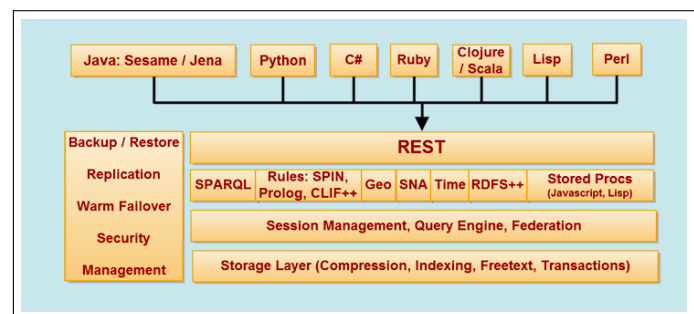 Java: Sesame / Jena
Python
C#
Ruby
Clojure
/ Scala
Lisp
Perl
Backup / Restore
Replication
Warm Failover
Security
Management
REST
SPARQL
Rules: SPIN,
Prolog, CLIF++
Geo
SNA
Time
RDFS++
Stored Procs
(Javascript, Lisp)
Session Management, Query Engine, Federation
Storage Layer (Compression, Indexing, Freetext, Transactions)